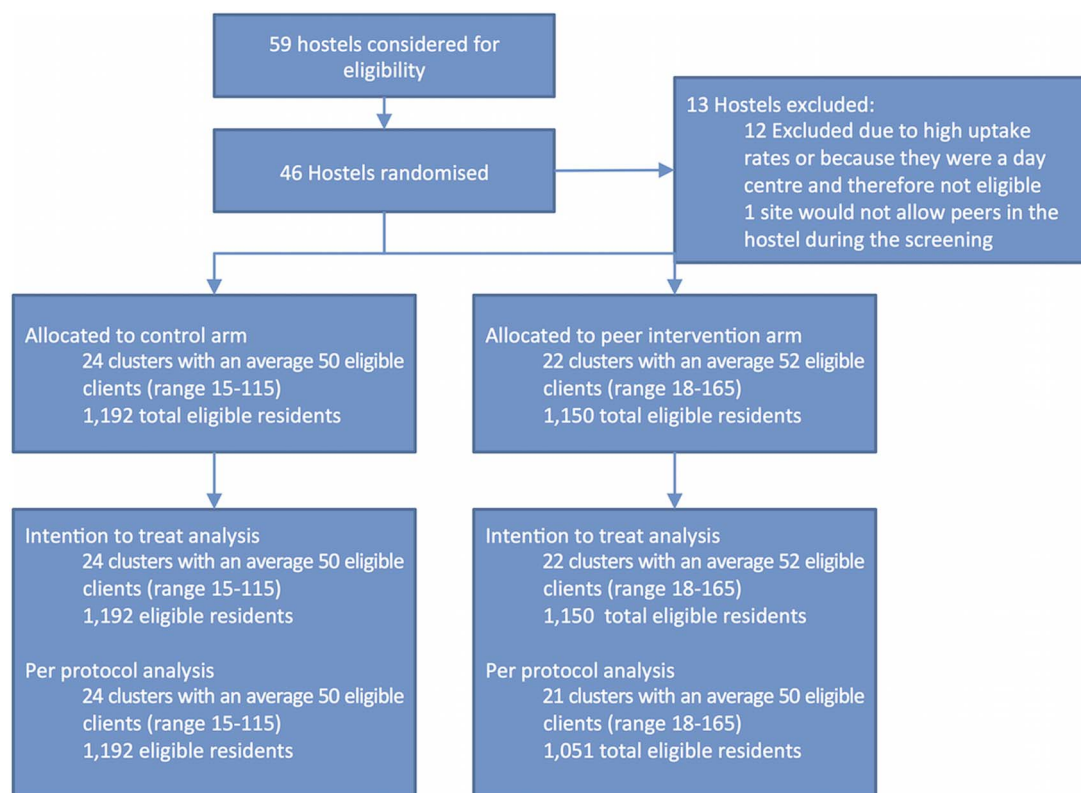 59 hostels considered for
eligibility
13 Hostels excluded:
12 Excluded due to high uptake
rates or because they were a day
centre and therefore not eligible
1 site would not allow peers in the
hostel during the screening
46 Hostels randomised
Allocated to control arm
24 clusters with an average 50 eligible
clients (range 15-115)
1,192 total eligible residents
Allocated to peer intervention arm
22 clusters with an average 52 eligible
clients (range 18-165)
1,150 total eligible residents
Intention to treat analysis
24 clusters with an average 50 eligible
clients (range 15-115)
1,192 eligible residents
Per protocol analysis
24 clusters with an average 50 eligible
clients (range 15-115)
1,192 eligible residents
Intention to treat analysis
22 clusters with an average 52 eligible
clients (range 18-165)
1,150 total eligible residents
Per protocol analysis
21 clusters with an average 50 eligible
clients (range 18-165)
1,051 total eligible residents